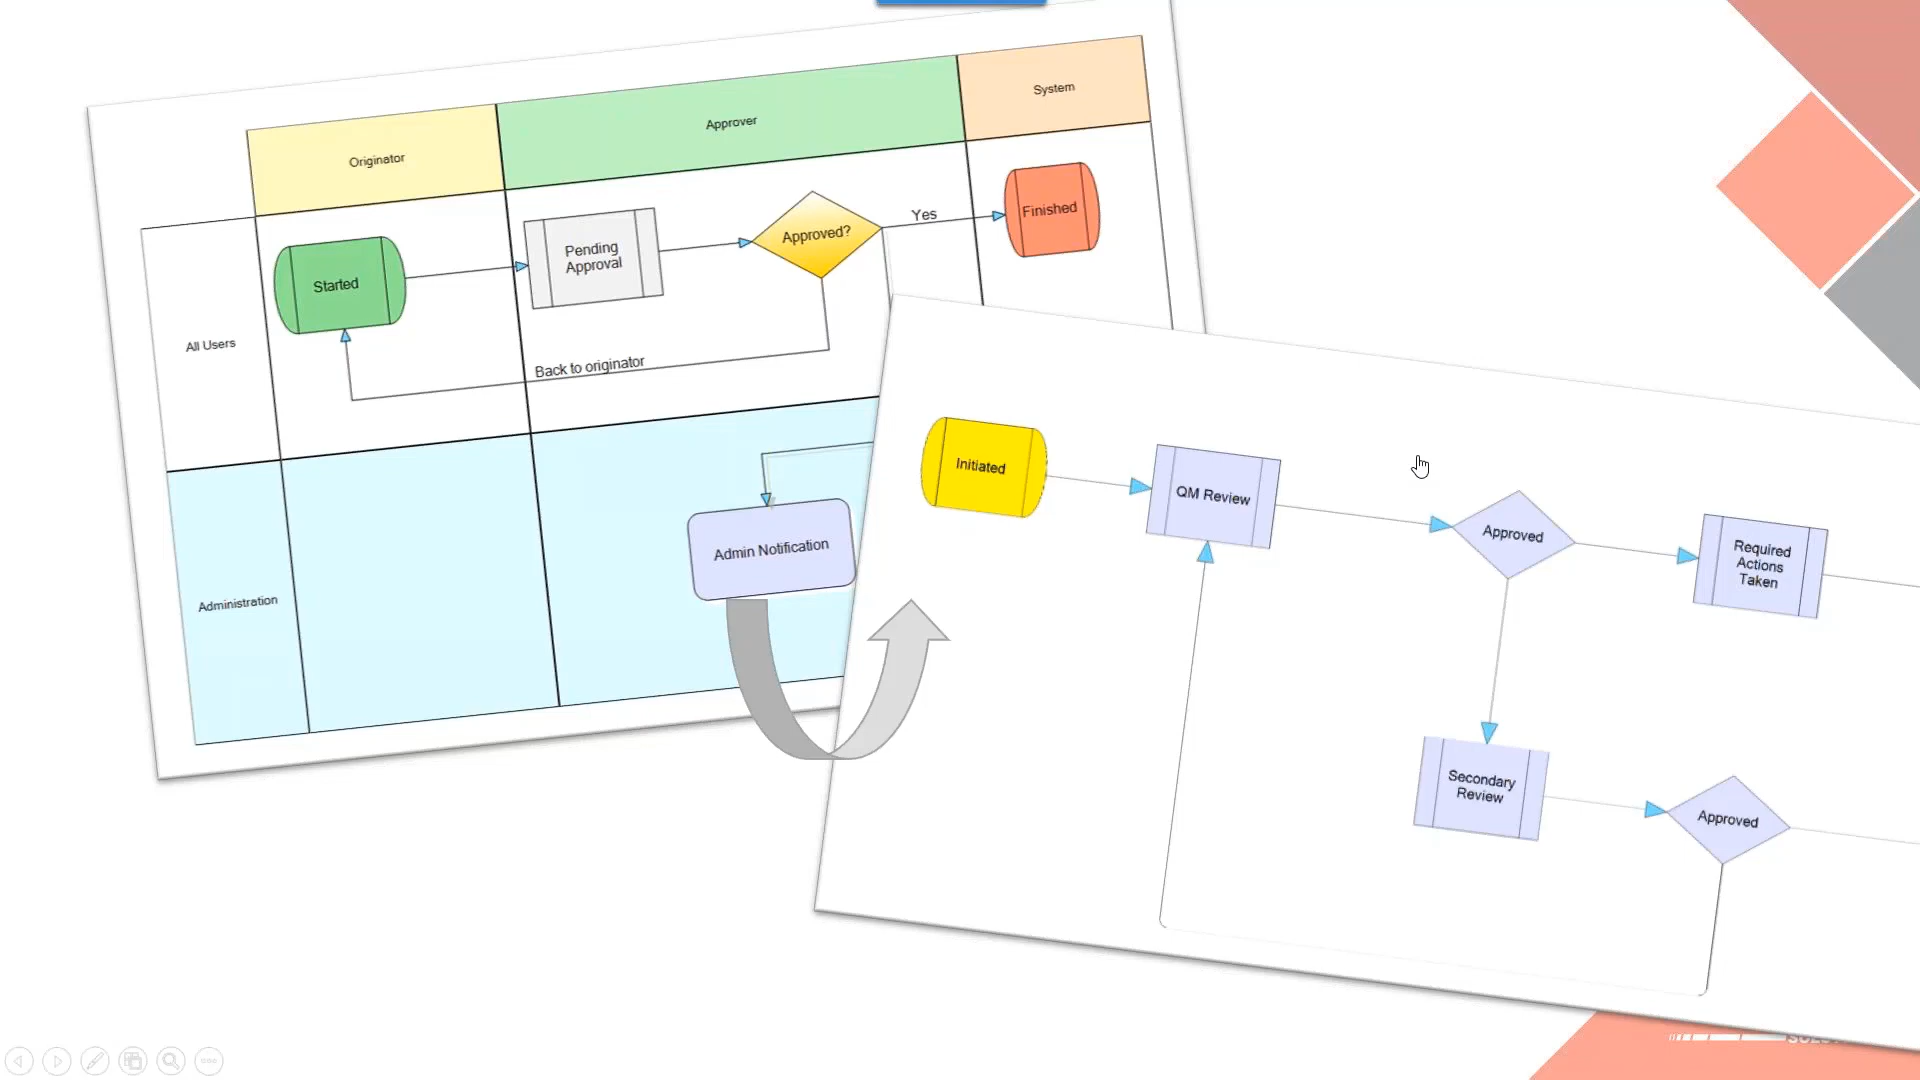 Originator
Approver
System
All Users
Started
Pending
Approval
Approved?
Yes
Finished
Back to originator
Administration
Admin Notification
Initiated
QM Review
Approved
Required
Actions
Taken
Secondary
Review
Approved